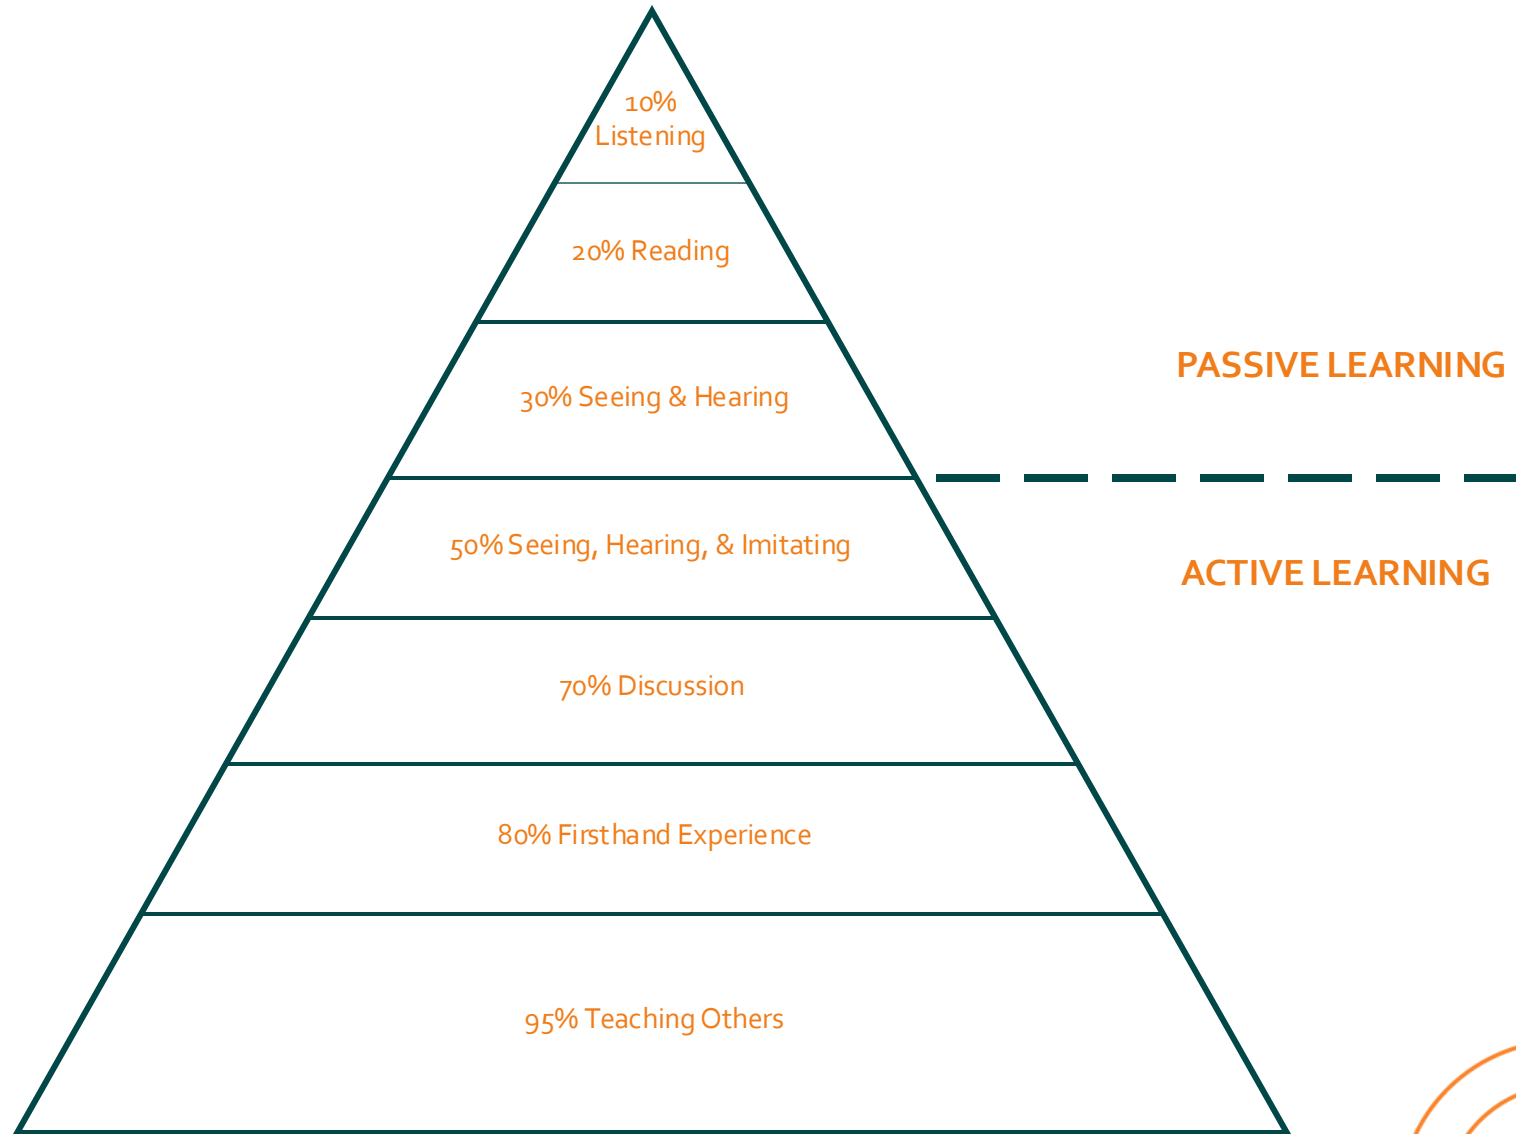 10%
Listening
20% Reading
30% Seeing & Hearing
PASSIVE LEARNING
50% Seeing, Hearing, & Imitating
ACTIVE LEARNING
70% Discussion
80% Firsthand Experience
95% Teaching Others